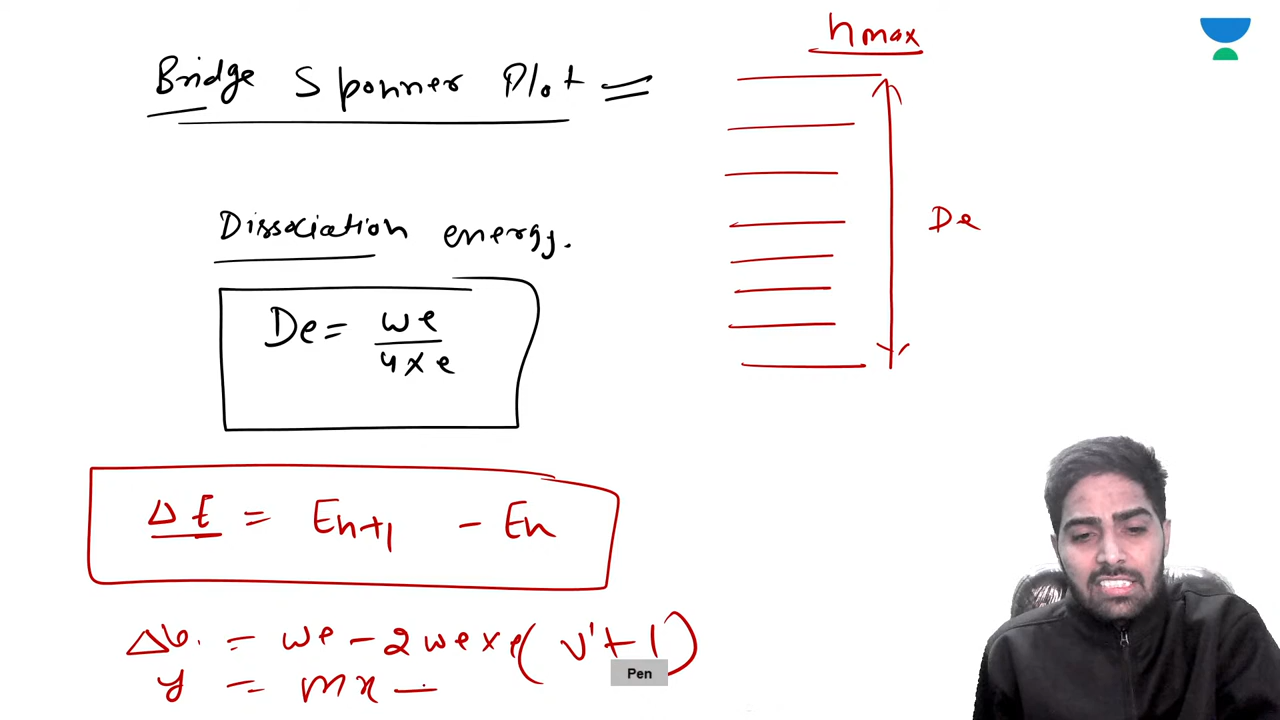 hmax
Bridge Sponner Plot =
Dissociation energy.
De
De = we / 4xe
ΔE = En+1 - En
Δb. = we - 2wexe( v'+1)
Pen
y = mx -